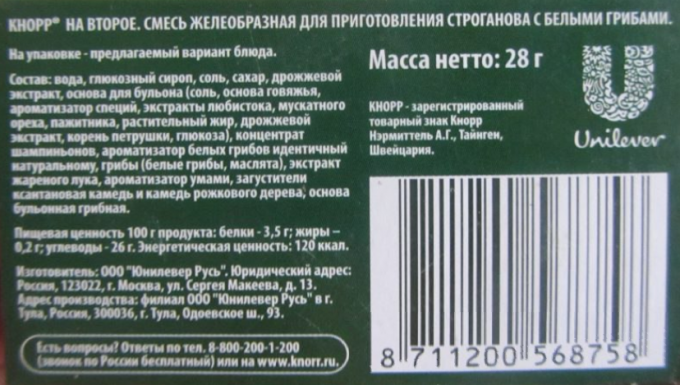 КНОРР® НА ВТОРОЕ. СМЕСЬ ЖЕЛЕОБРАЗНАЯ ДЛЯ ПРИГОТОВЛЕНИЯ СТРОГАНОВА С БЕЛЫМИ ГРИБАМИ.
На упаковке - предлагаемый вариант блюда.
Состав: вода, глюкозный сироп, соль, сахар, дрожжевой
экстракт, основа для бульона (соль, основа говяжья,
ароматизатор специй, экстракты любистока, мускатного
ореха, пажитника, растительный жир, дрожжевой
экстракт, корень петрушки, глюкоза), концентрат
шампиньонов, ароматизатор белых грибов идентичный
натуральному, грибы (белые грибы, маслята), экстракт
жареного лука, ароматизатор умами, загустители
ксантановая камедь и камедь рожкового дерева, основа
бульонная грибная.
Пищевая ценность 100 г продукта: белки - 3,5 г; жиры –
0,2 г; углеводы - 26 г. Энергетическая ценность: 120 ккал.
Изготовитель: ООО "Юнилевер Русь". Юридический адрес:
Россия, 123022, г. Москва, ул. Сергея Макеева, д. 13.
Адрес производства: филиал ООО "Юнилевер Русь" в г.
Тула, Россия, 300036, г. Тула, Одоевское ш., 93.
Есть вопросы? Ответы по тел. 8-800-200-1-200
(звонок по России бесплатный) или на www.knorr.ru.
Масса нетто: 28 г
КНОРР - зарегистрированный
товарный знак Кнорр
Нэрмиттель А.Г., Тайнген,
Швейцария.
Unilever
8 711200 568758